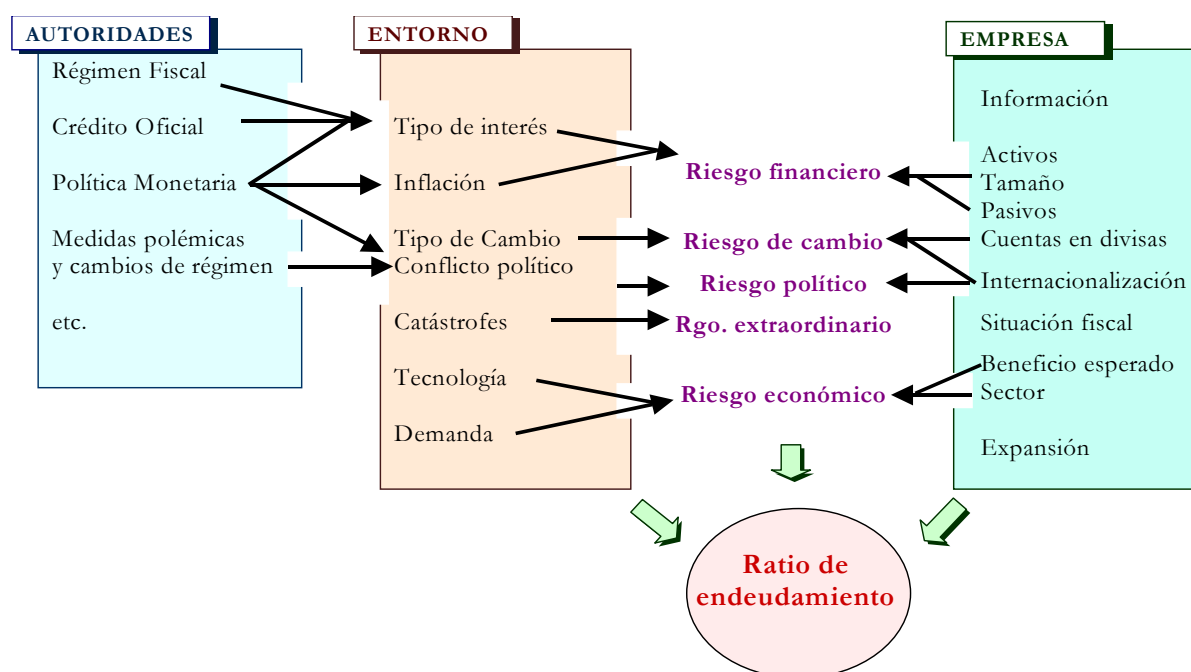 AUTORIDADES
Régimen Fiscal
Crédito Oficial
Política Monetaria
Medidas polémicas
y cambios de régimen
etc.
ENTORNO
Tipo de interés
Inflación
Tipo de Cambio
Conflicto político
Catástrofes
Tecnología
Demanda
Riesgo financiero
Riesgo de cambio
Riesgo político
Rgo. extraordinario
Riesgo económico
EMPRESA
Información
Activos
Tamaño
Pasivos
Cuentas en divisas
Internacionalización
Situación fiscal
Beneficio esperado
Sector
Expansión
Ratio de
endeudamiento